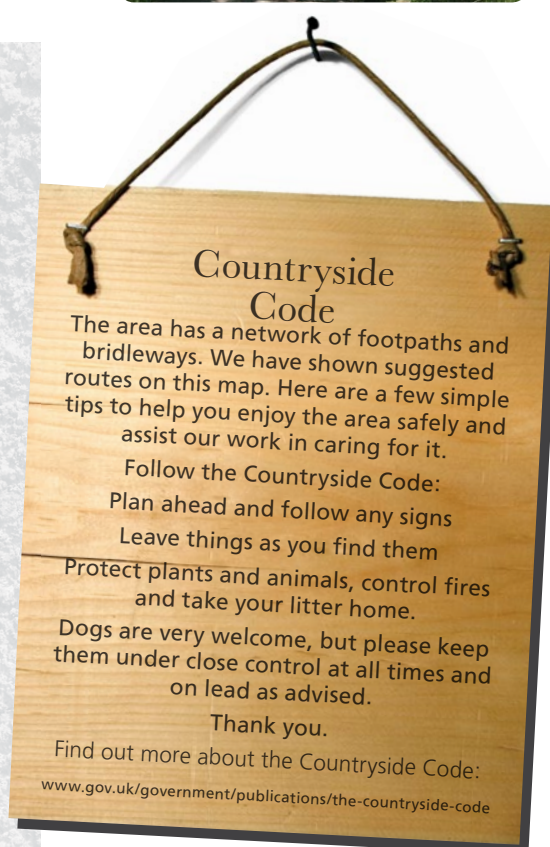 Countryside
Code
The area has a network of footpaths and
bridleways. We have shown suggested
routes on this map. Here are a few simple
tips to help you enjoy the area safely and
assist our work in caring for it.
Follow the Countryside Code:
Plan ahead and follow any signs
Leave things as you find them
Protect plants and animals, control fires
and take your litter home.
Dogs are very welcome, but please keep
them under close control at all times and
on lead as advised.
Thank you.
Find out more about the Countryside Code:
www.gov.uk/government/publications/the-countryside-code